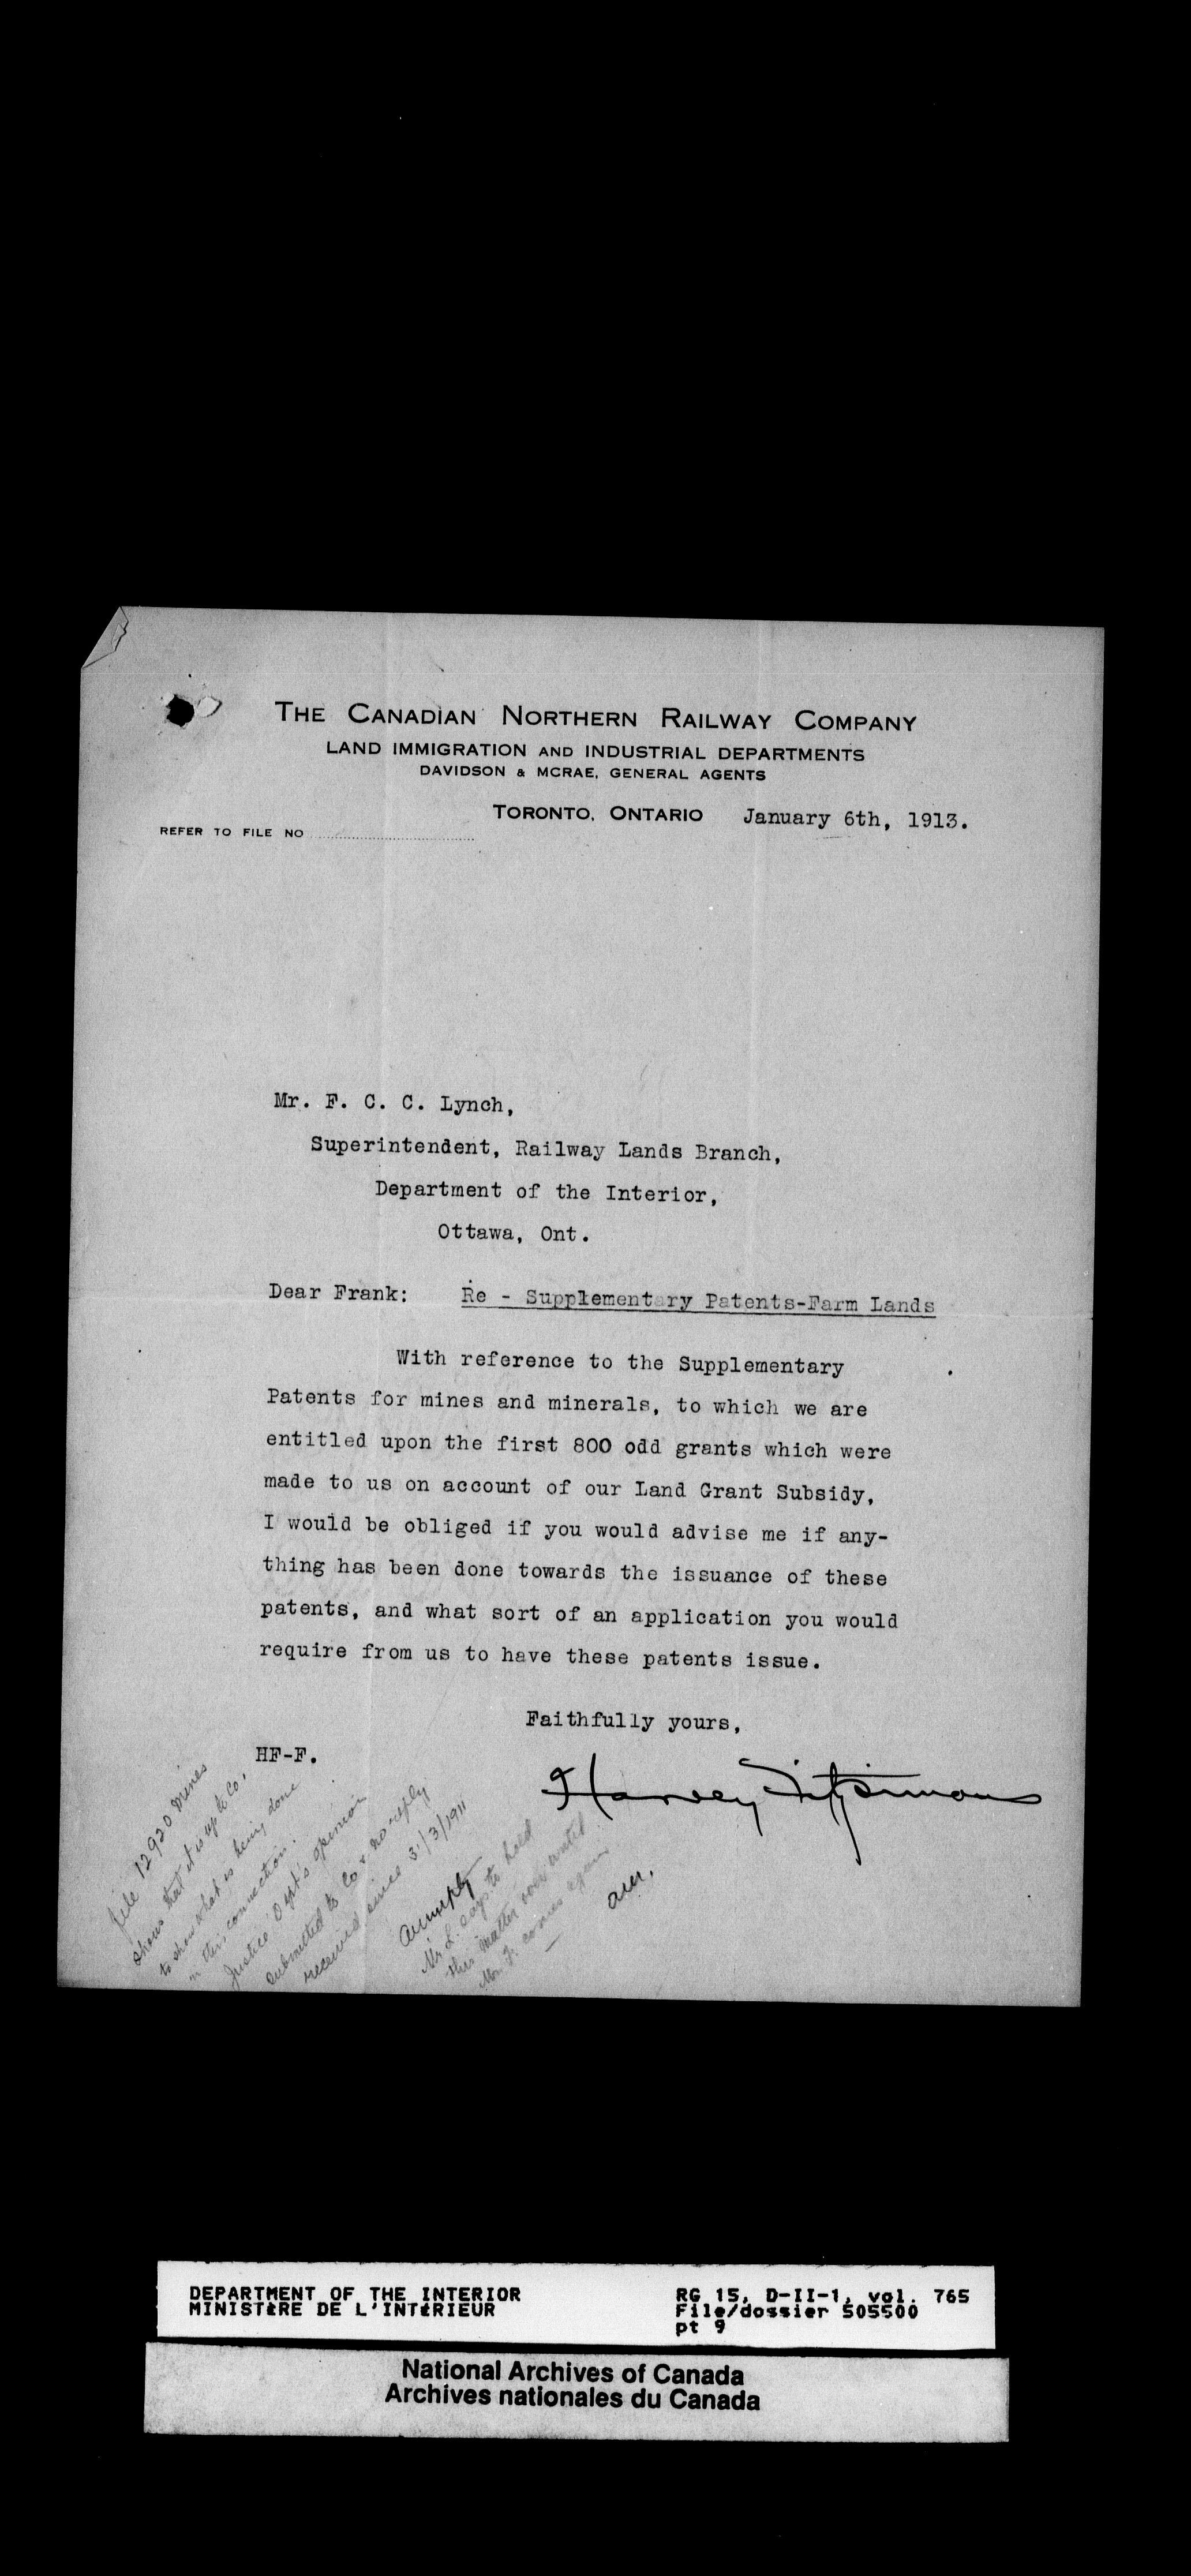 THE CANADIAN NORTHERN RAILWAY COMPANY
LAND IMMIGRATION AND INDUSTRIAL DEPARTMENTS
DAVIDSON & MCRAE, GENERAL AGENTS
TORONTO, ONTARIO January 6th, 1913.
REFER TO FILE NO
Mr. F. C. C. Lynch,
Superintendent, Railway Lands Branch,
Department of the Interior,
Ottawa, Ont.
Dear Frank: Re - Supplementary Patents-Farm Lands
With reference to the Supplementary
Patents for mines and minerals, to which we are
entitled upon the first 800 odd grants which were
made to us on account of our Land Grant Subsidy,
I would be obliged if you would advise me if any-
thing has been done towards the issuance of these
patents, and what sort of an application you would
require from us to have these patents issue.
Faithfully yours,
HF-F.
Harvey Fitzsimmons
File 12920 Mines
shows that it is up to Co.
to show what is being done
in this connection.
Justice Dept's opinion
submitted to Co & no reply
received since 31/3/1911
Mr. L. says to hold
this matter over until
Mr. F. comes again
DEPARTMENT OF THE INTERIOR
MINISTÈRE DE L'INTÉRIEUR
RG 15, D-II-1, vol. 765
File/dossier 505500
pt 9
National Archives of Canada
Archives nationales du Canada